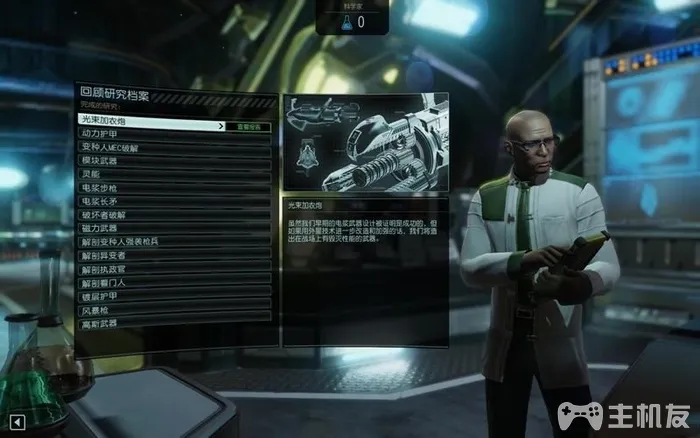 科学家
0
回顾研究档案
完成的研究:
光束加农炮
查看报告
动力护甲
变种人MEC破解
模块武器
灵能
电浆步枪
电浆长矛
破坏者破解
磁力武器
解剖变种人强袭枪兵
解剖异变者
解剖执政官
解剖看门人
镀层护甲
风暴枪
高斯武器
光束加农炮
虽然我们早期的电浆武器设计被证明是成功的，但
如果用外星技术进一步改造和加强的话，我们将造
出在战场上有毁灭性能的武器。
主机友